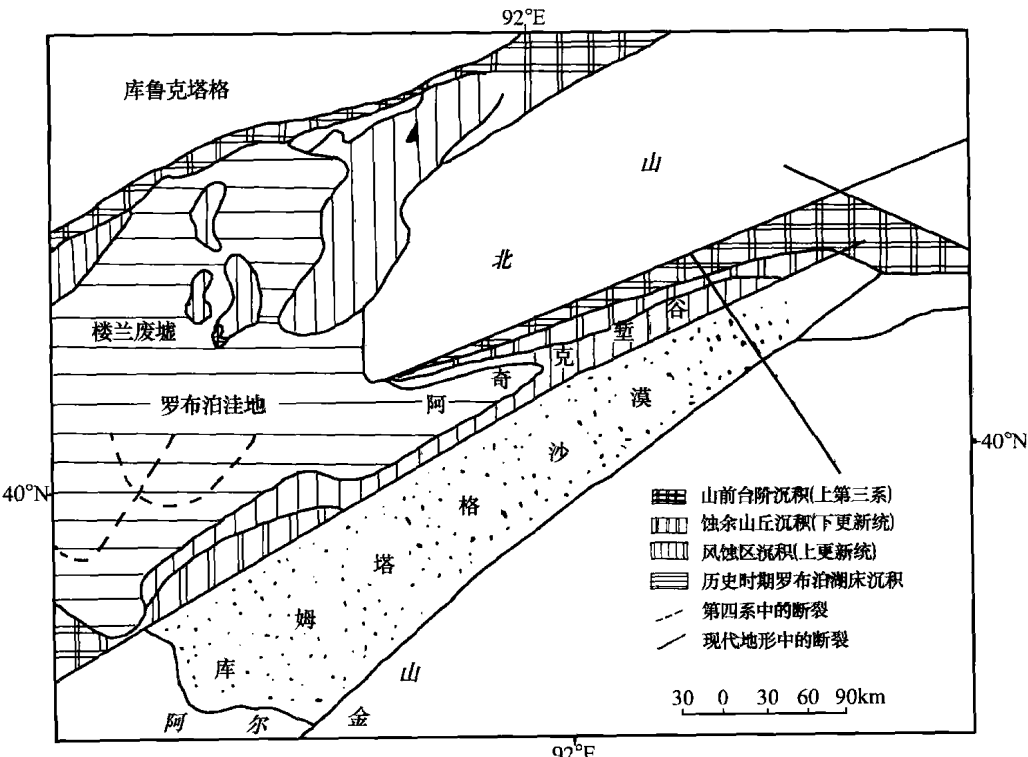 92°E
库鲁克塔格
山
北
楼兰废墟
谷
堑
克
奇
阿
罗布泊洼地
漠
沙
格
塔
姆
库
40°N
40°N
山前台阶沉积(上第三系)
蚀余山丘沉积(下更新统)
风蚀区沉积(上更新统)
历史时期罗布泊湖床沉积
第四系中的断裂
现代地形中的断裂
30 0 30 60 90km
阿 尔 金 山
92°E